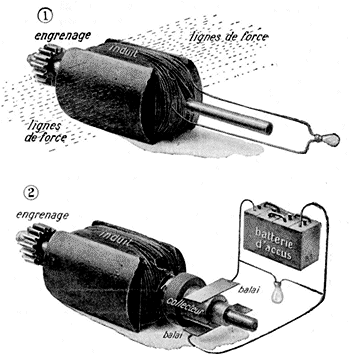 ①
engrenage
induit
lignes de force
lignes
de force
②
engrenage
induit
collecteur
balai
balai
batterie
d'accus